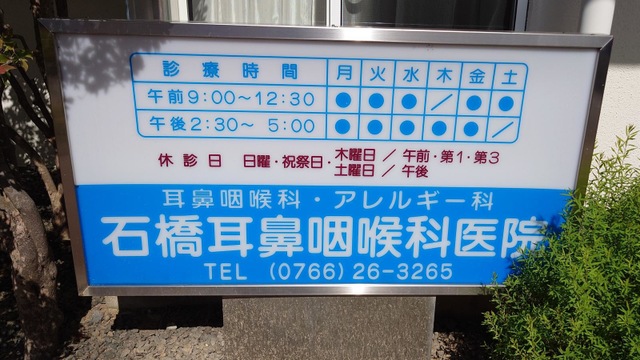 診療時間 月 火 水 木 金 土
午前9:00～12:30 ● ● ● ／ ● ●
午後2:30～ 5:00 ● ● ● ● ● ／
休診日 日曜・祝祭日・木曜日／午前・第1・第3
土曜日／午後
耳鼻咽喉科・アレルギー科
石橋耳鼻咽喉科医院
TEL (0766)26-3265